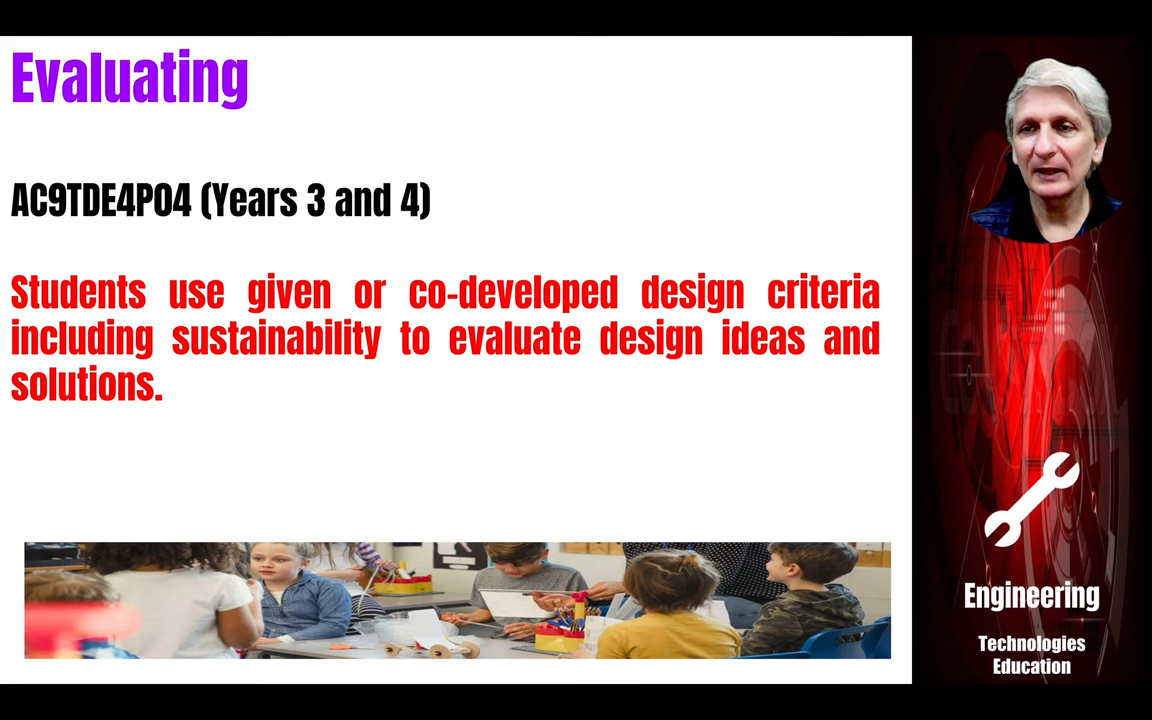 Evaluating
AC9TDE4P04 (Years 3 and 4)
Students use given or co-developed design criteria
including sustainability to evaluate design ideas and
solutions.
Engineering
Technologies
Education